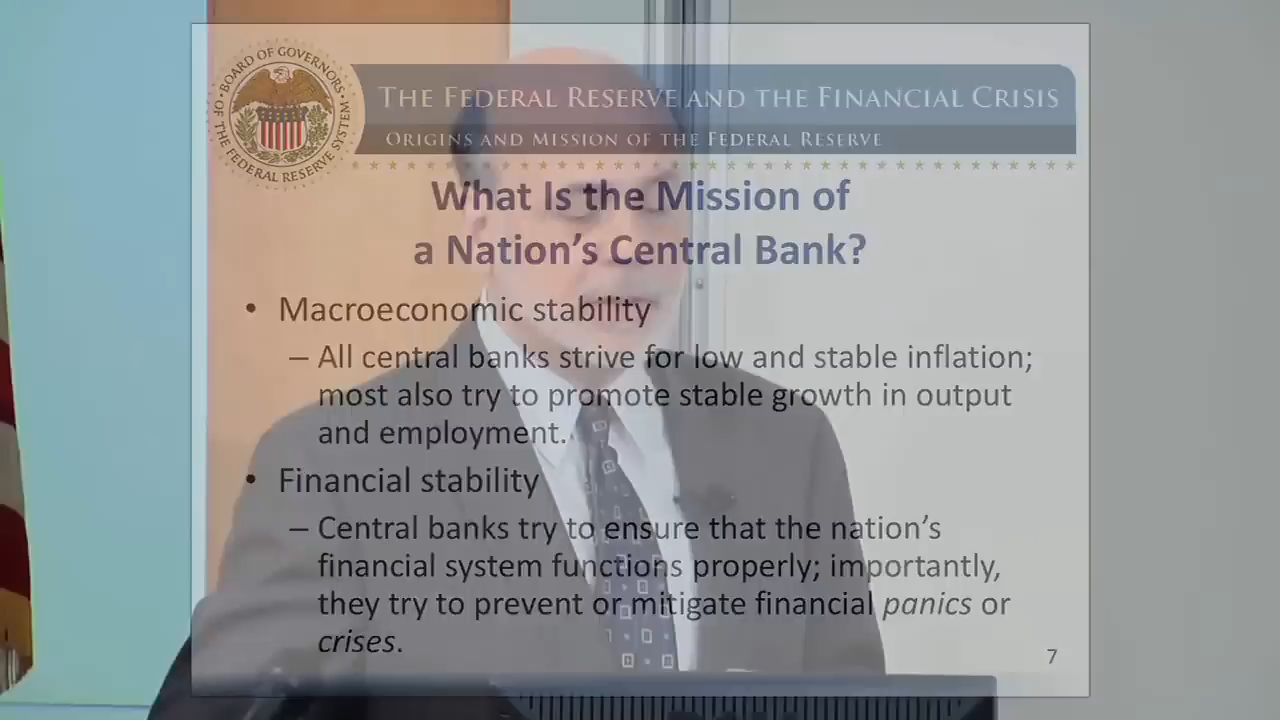 BOARD OF GOVERNORS
OF THE FEDERAL RESERVE SYSTEM
THE FEDERAL RESERVE AND THE FINANCIAL CRISIS
ORIGINS AND MISSION OF THE FEDERAL RESERVE
What Is the Mission of
a Nation's Central Bank?
• Macroeconomic stability
– All central banks strive for low and stable inflation;
most also try to promote stable growth in output
and employment.
• Financial stability
– Central banks try to ensure that the nation's
financial system functions properly; importantly,
they try to prevent or mitigate financial panics or
crises.
7